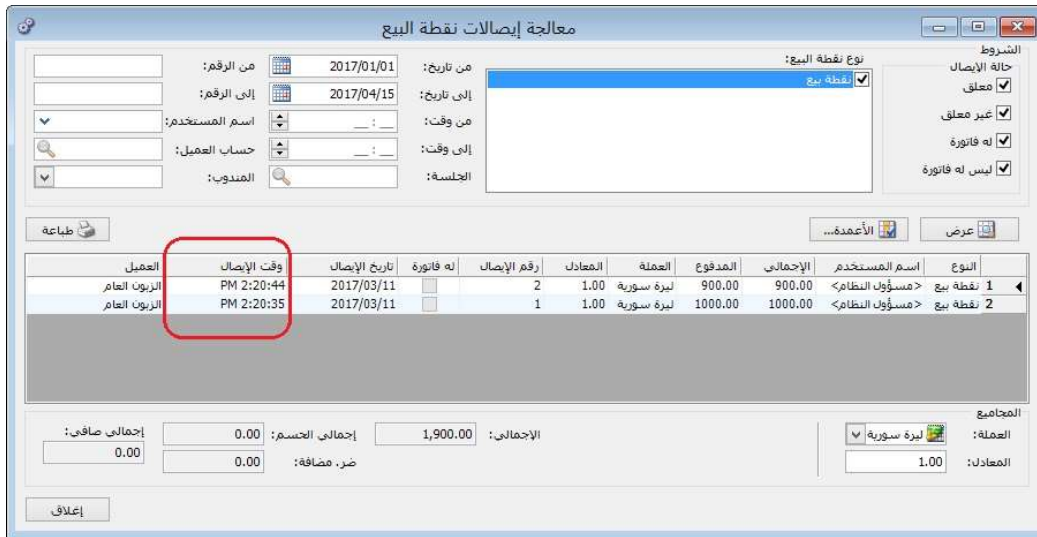 معالجة إيصالات نقطة البيع
الشروط
حالة الإيصال
معلق
غير معلق
له فاتورة
ليس له فاتورة
نوع نقطة البيع:
نقطة بيع
من تاريخ: 2017/01/01
إلى تاريخ: 2017/04/15
من وقت: __ : __
إلى وقت: __ : __
الجلسة:
من الرقم:
إلى الرقم:
اسم المستخدم:
حساب العميل:
المندوب:
عرض الأعمدة... طباعة
النوع اسم المستخدم الإجمالي المدفوع العملة المعادل رقم الإيصال له فاتورة تاريخ الإيصال وقت الإيصال العميل
1 نقطة بيع <مسؤول النظام> 900.00 900.00 ليرة سورية 1.00 2 2017/03/11 PM 2:20:44 الزبون العام
2 نقطة بيع <مسؤول النظام> 1000.00 1000.00 ليرة سورية 1.00 1 2017/03/11 PM 2:20:35 الزبون العام
المجاميع
العملة: ليرة سورية
المعادل: 1.00
الإجمالي: 1,900.00 إجمالي الحسم: 0.00
ضر. مضافة: 0.00
إجمالي صافي:
0.00
إغلاق